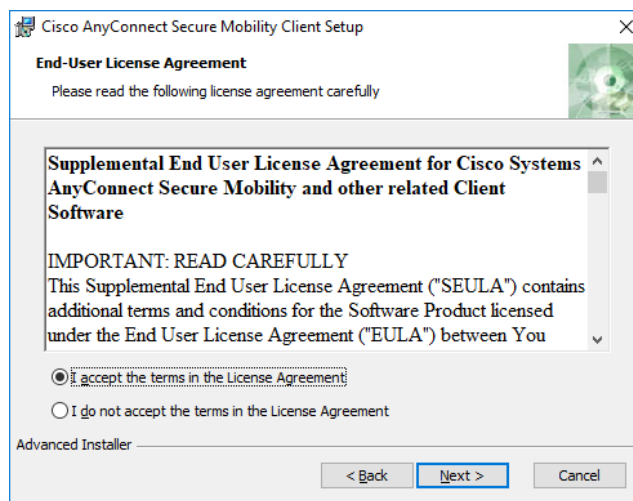 Cisco AnyConnect Secure Mobility Client Setup
End-User License Agreement
Please read the following license agreement carefully
Supplemental End User License Agreement for Cisco Systems
AnyConnect Secure Mobility and other related Client
Software
IMPORTANT: READ CAREFULLY
This Supplemental End User License Agreement ("SEULA") contains
additional terms and conditions for the Software Product licensed
under the End User License Agreement ("EULA") between You
I accept the terms in the License Agreement
I do not accept the terms in the License Agreement
Advanced Installer
< Back
Next >
Cancel